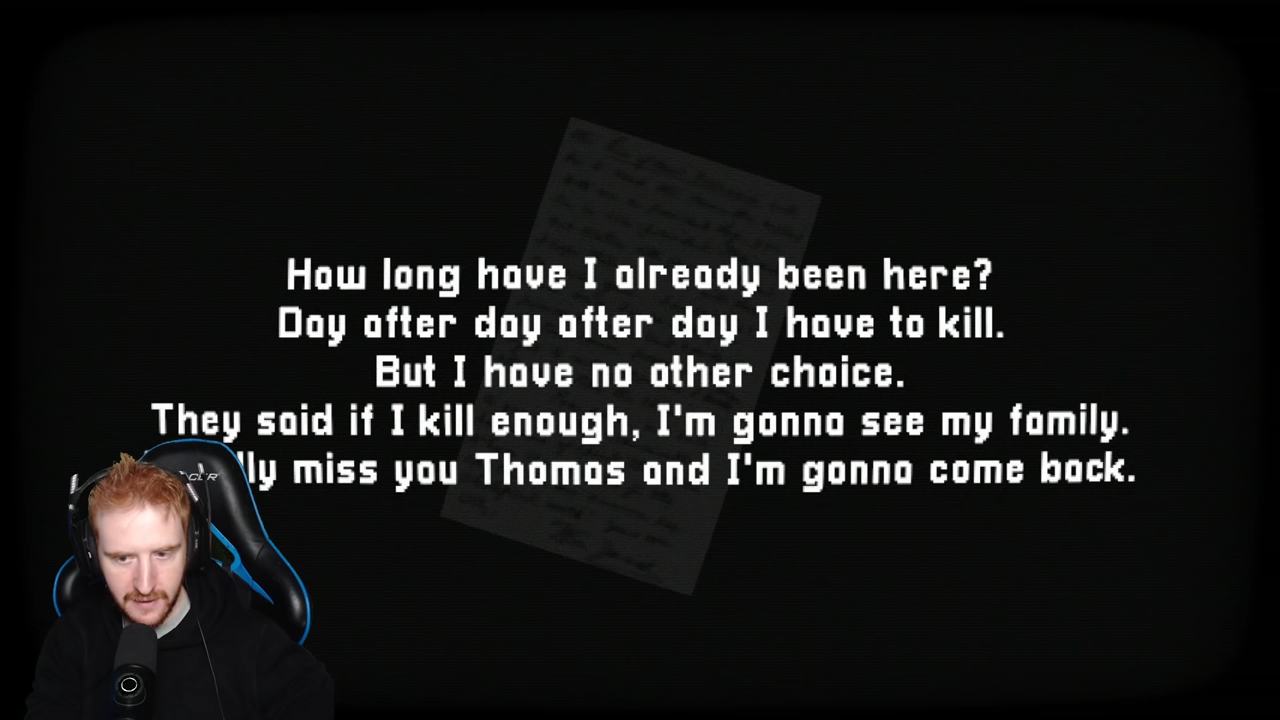 How long have I already been here?
Day after day after day I have to kill.
But I have no other choice.
They said if I kill enough, I'm gonna see my family.
miss you Thomas and I'm gonna come back.